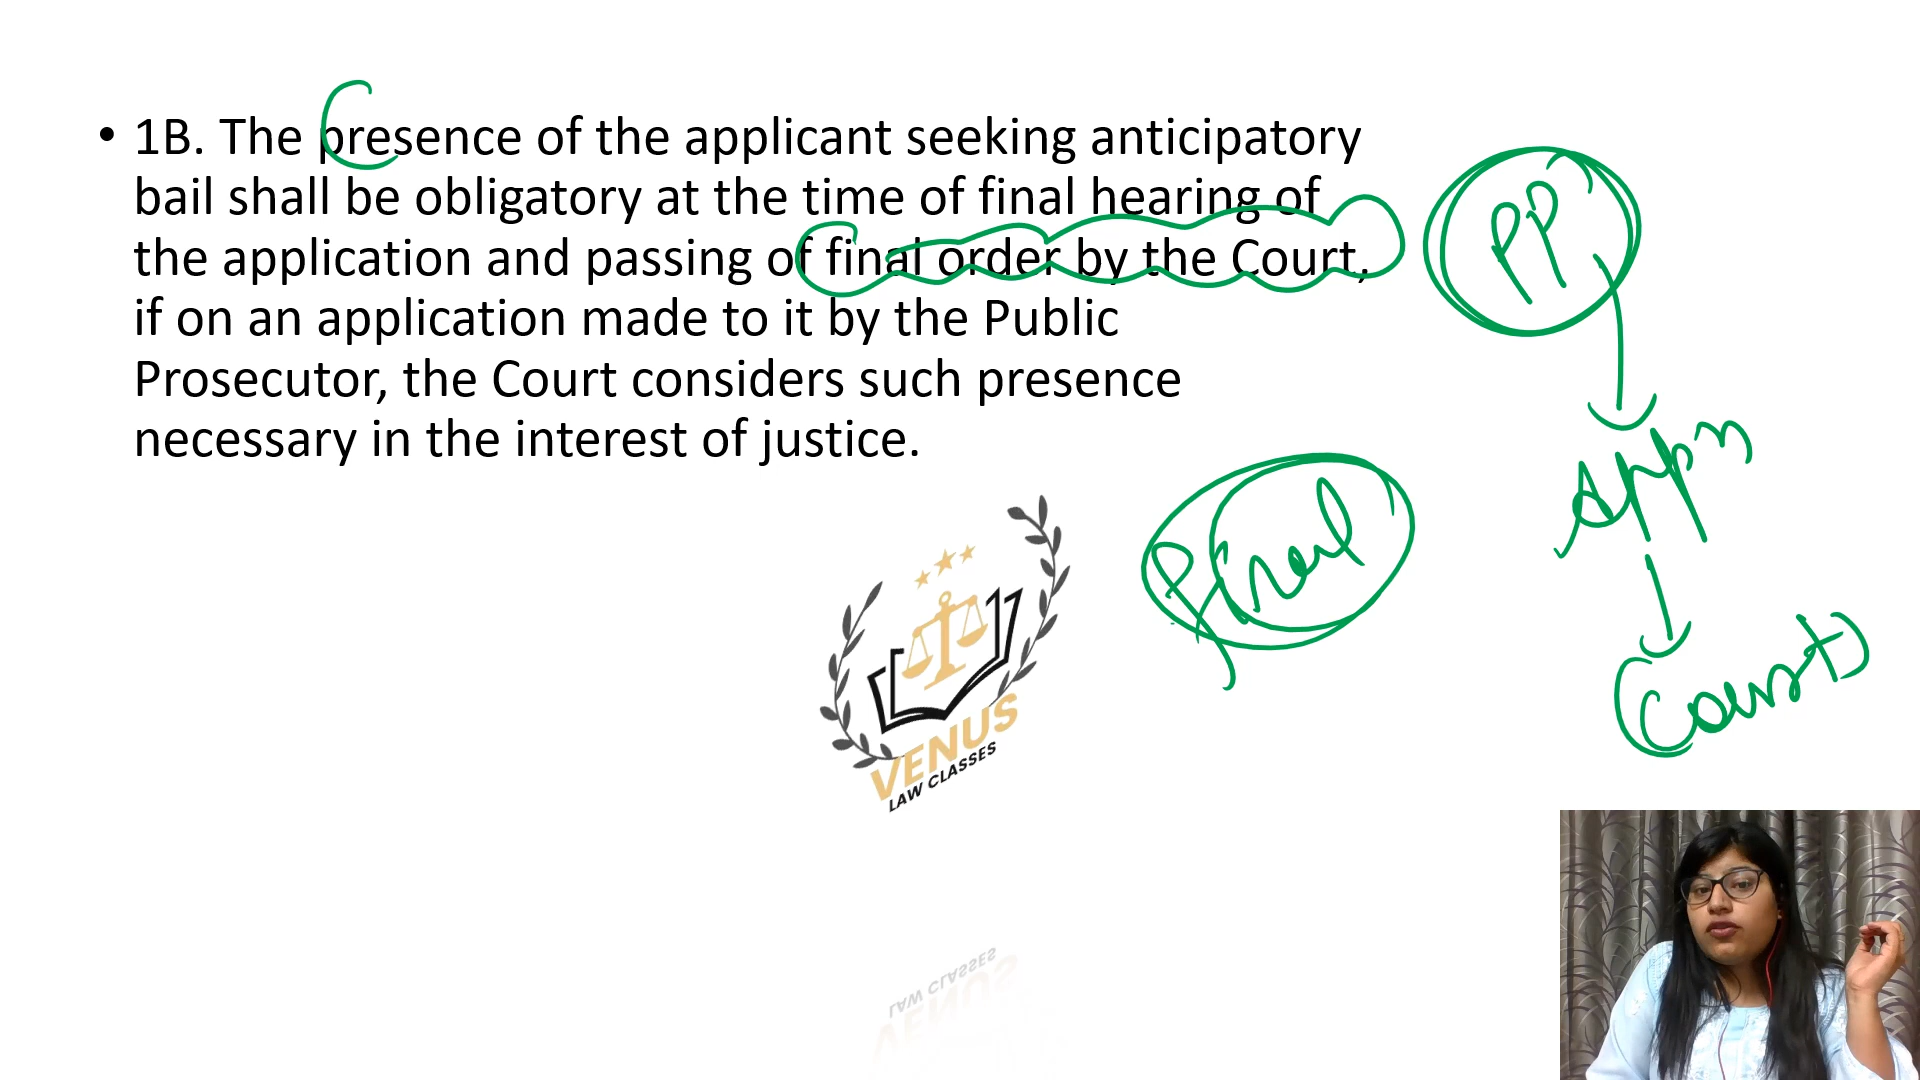 • 1B. The presence of the applicant seeking anticipatory
bail shall be obligatory at the time of final hearing of
the application and passing of final order by the Court,
if on an application made to it by the Public
Prosecutor, the Court considers such presence
necessary in the interest of justice.
PP
Appn
Final
Court
VENUS
LAW CLASSES
LAW CLASSES
VENUS